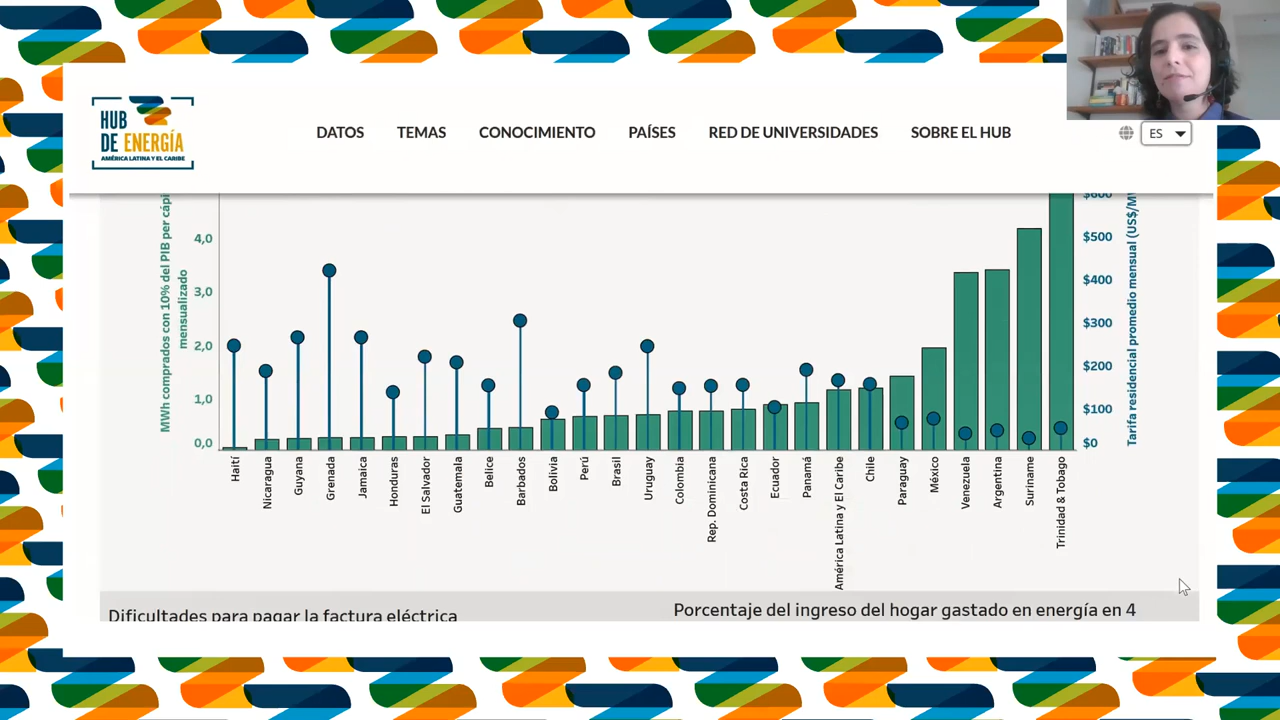 HUB
DE ENERGÍA
AMÉRICA LATINA Y EL CARIBE
DATOS
TEMAS
CONOCIMIENTO
PAÍSES
RED DE UNIVERSIDADES
SOBRE EL HUB
ES
MWh comprados con 10% del PIB per cápi
mensualizado
4,0
3,0
2,0
1,0
0,0
$600
$500
$400
$300
$200
$100
$0
Tarifa residencial promedio mensual (US$/MW
Haití
Nicaragua
Guyana
Grenada
Jamaica
Honduras
El Salvador
Guatemala
Belice
Barbados
Bolivia
Perú
Brasil
Uruguay
Colombia
Rep. Dominicana
Costa Rica
Ecuador
Panamá
América Latina y El Caribe
Chile
Paraguay
México
Venezuela
Argentina
Suriname
Trinidad & Tobago
Dificultades para pagar la factura eléctrica
Porcentaje del ingreso del hogar gastado en energía en 4